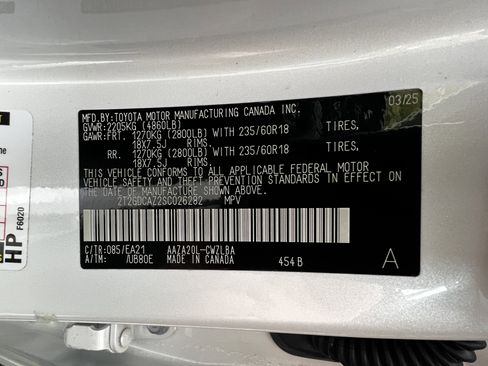 MFD.BY:TOYOTA MOTOR MANUFACTURING CANADA INC. 03/25
GVWR:2205KG (4860LB)
GAWR:FRT. 1270KG (2800LB) WITH 235/60R18 TIRES,
18X7.5J RIMS,
RR. 1270KG (2800LB) WITH 235/60R18 TIRES,
18X7.5J RIMS.
THIS VEHICLE CONFORMS TO ALL APPLICABLE FEDERAL MOTOR
VEHICLE SAFETY AND THEFT PREVENTION STANDARDS IN EFFECT ON
THE DATE OF MANUFACTURE SHOWN ABOVE.
2T2GDCAZ2SC026282 MPV
C/TR:085/EA21 AAZA20L-CWZLBA
A/TM: /UB80E MADE IN CANADA 454B A
HP
F6020